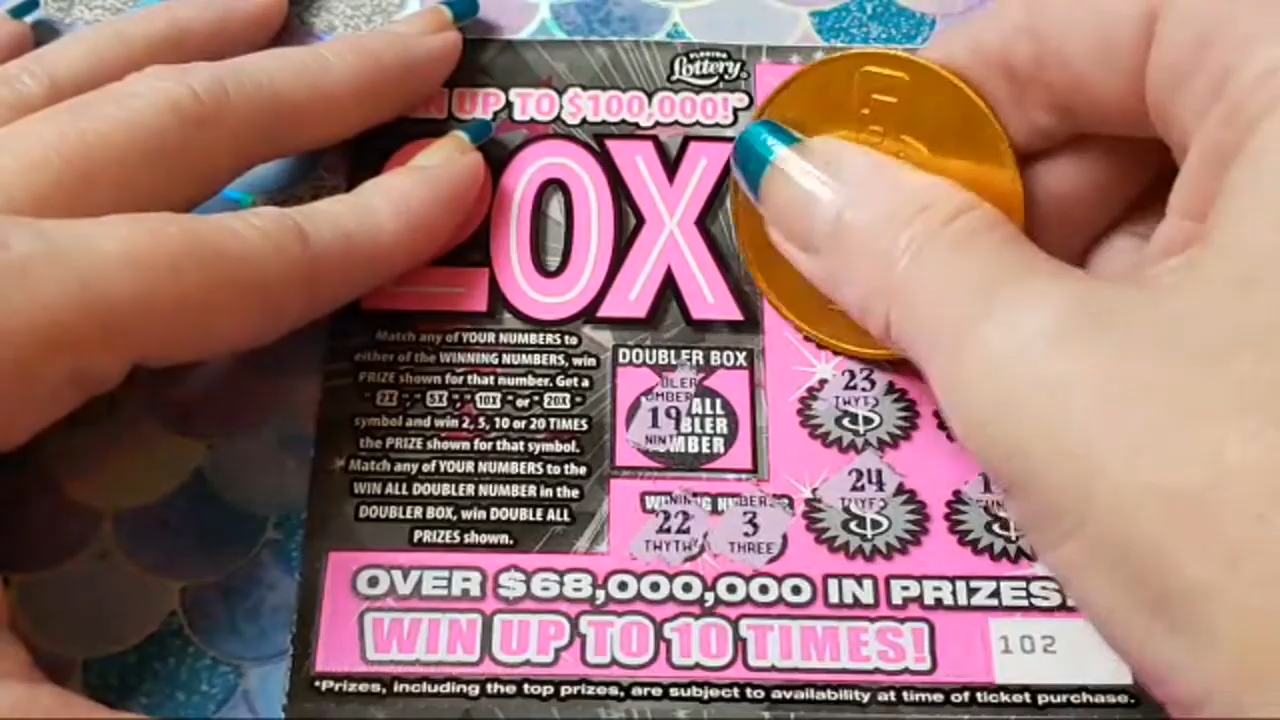 FLORIDA
Lottery
UP TO $100,000!*
0X
Match any of YOUR NUMBERS to
either of the WINNING NUMBERS, win
PRIZE shown for that number. Get a
"2X", "5X", "10X" or "20X"
symbol and win 2, 5, 10 or 20 TIMES
the PRIZE shown for that symbol.
Match any of YOUR NUMBERS to the
WIN ALL DOUBLER NUMBER in the
DOUBLER BOX, win DOUBLE ALL
PRIZES shown.
DOUBLER BOX
19
ALL
23
$
24
$
22
TWYTW
3
THREE
OVER $68,000,000 IN PRIZES
WIN UP TO 10 TIMES!
102
*Prizes, including the top prizes, are subject to availability at time of ticket purchase.